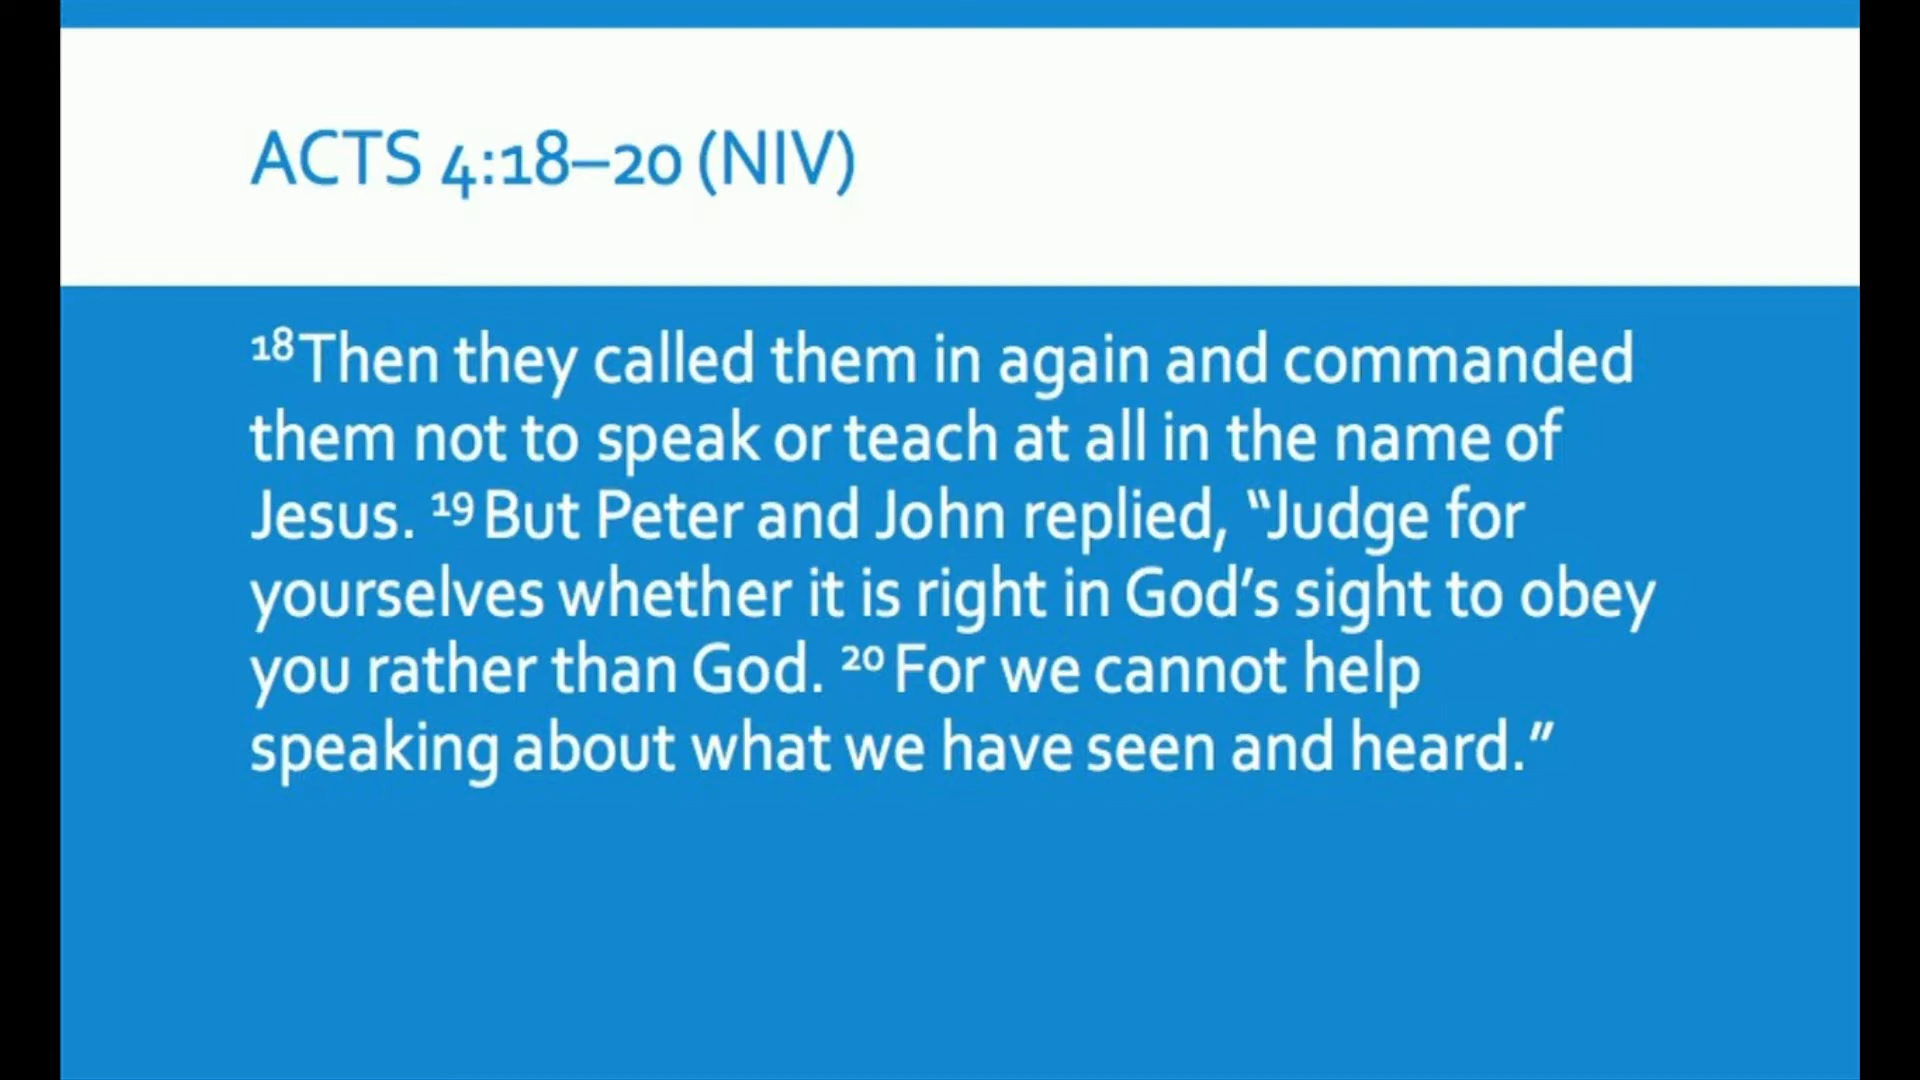 ACTS 4:18–20 (NIV)
18 Then they called them in again and commanded
them not to speak or teach at all in the name of
Jesus. 19 But Peter and John replied, “Judge for
yourselves whether it is right in God’s sight to obey
you rather than God. 20 For we cannot help
speaking about what we have seen and heard.”